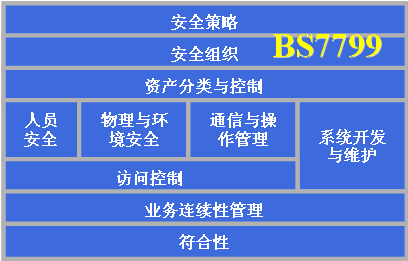 安全策略
安全组织
BS7799
资产分类与控制
人员
安全
物理与环
境安全
通信与操
作管理
系统开发
与维护
访问控制
业务连续性管理
符合性